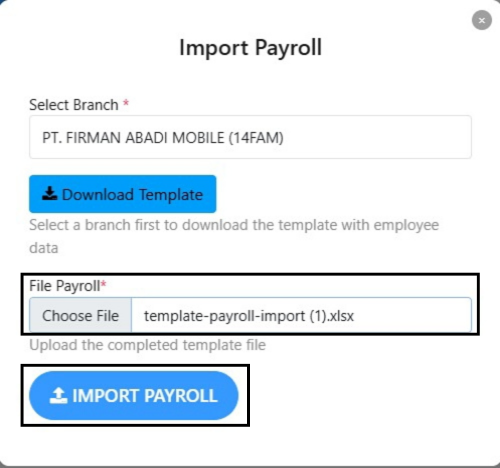 Import Payroll
Select Branch *
PT. FIRMAN ABADI MOBILE (14FAM)
Download Template
Select a branch first to download the template with employee
data
File Payroll*
Choose File template-payroll-import (1).xlsx
Upload the completed template file
IMPORT PAYROLL